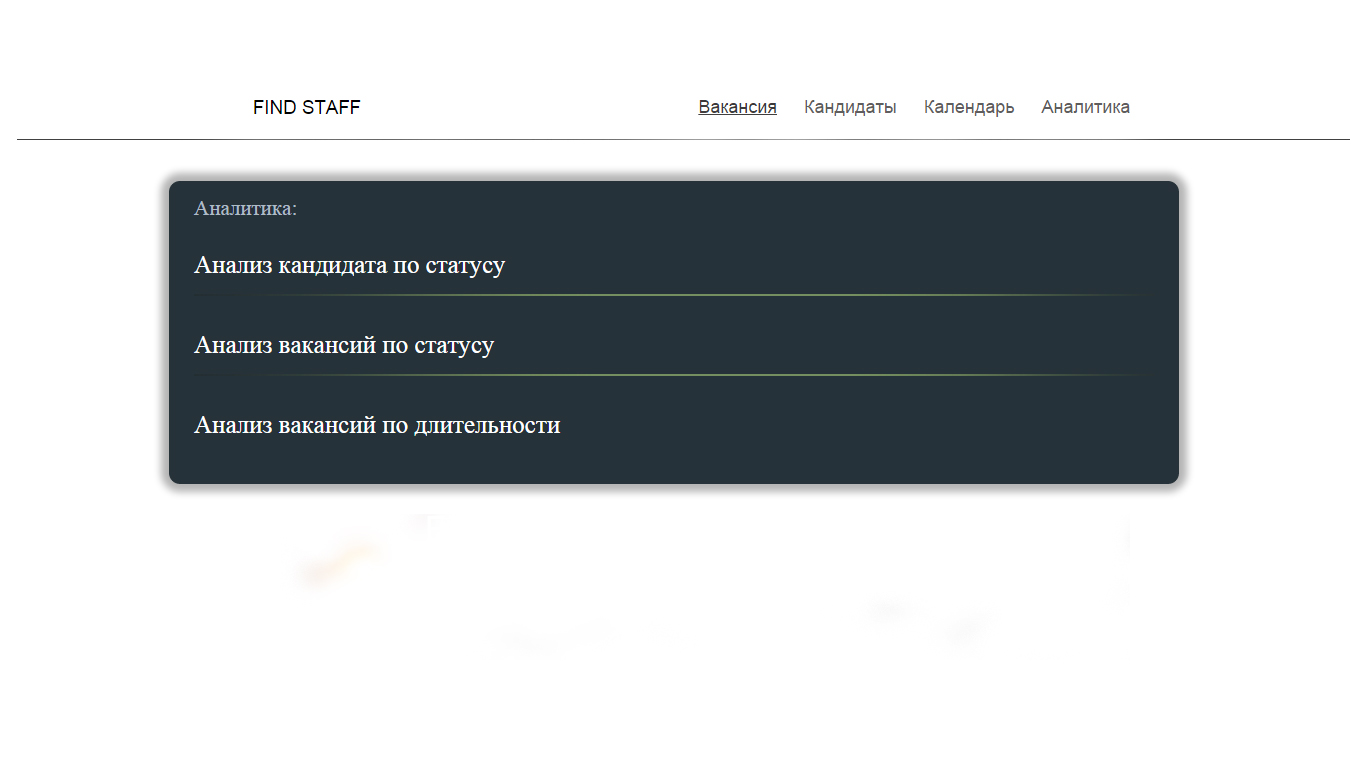 FIND STAFF Вакансия Кандидаты Календарь Аналитика
Аналитика:
Анализ кандидата по статусу
Анализ вакансий по статусу
Анализ вакансий по длительности